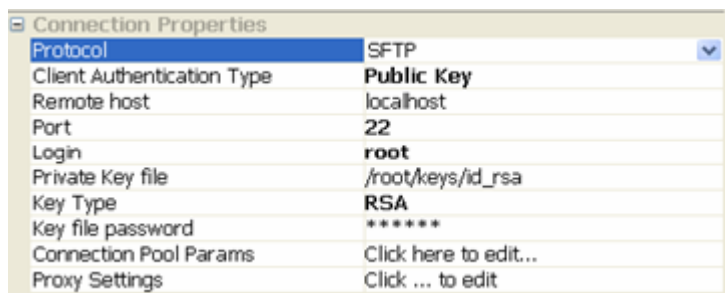 Connection Properties
Protocol SFTP
Client Authentication Type Public Key
Remote host localhost
Port 22
Login root
Private Key file /root/keys/id_rsa
Key Type RSA
Key file password ******
Connection Pool Params Click here to edit...
Proxy Settings Click ... to edit